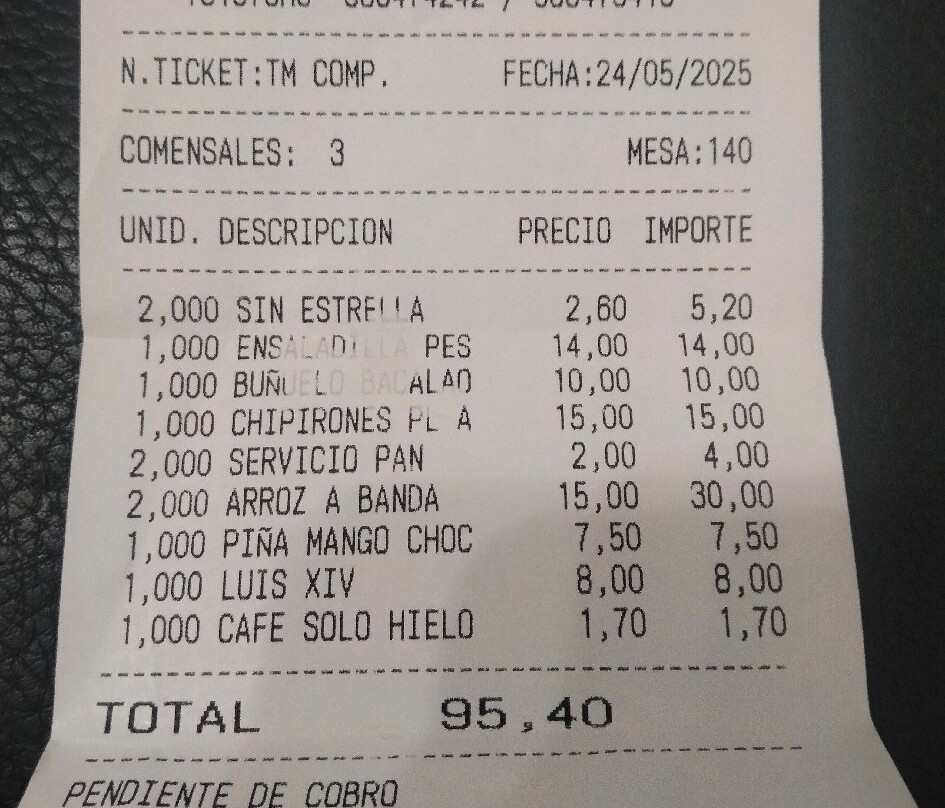 N.TICKET:TM COMP. FECHA:24/05/2025
COMENSALES: 3 MESA:140
UNID. DESCRIPCION PRECIO IMPORTE
2,000 SIN ESTRELLA 2,60 5,20
1,000 ENSALADILLA PES 14,00 14,00
1,000 BUÑUELO BACALAO 10,00 10,00
1,000 CHIPIRONES 15,00 15,00
2,000 SERVICIO PAN 2,00 4,00
2,000 ARROZ A BANDA 15,00 30,00
1,000 PIÑA MANGO CHOC 7,50 7,50
1,000 LUIS XIV 8,00 8,00
1,000 CAFE SOLO HIELO 1,70 1,70
TOTAL 95,40
PENDIENTE DE COBRO